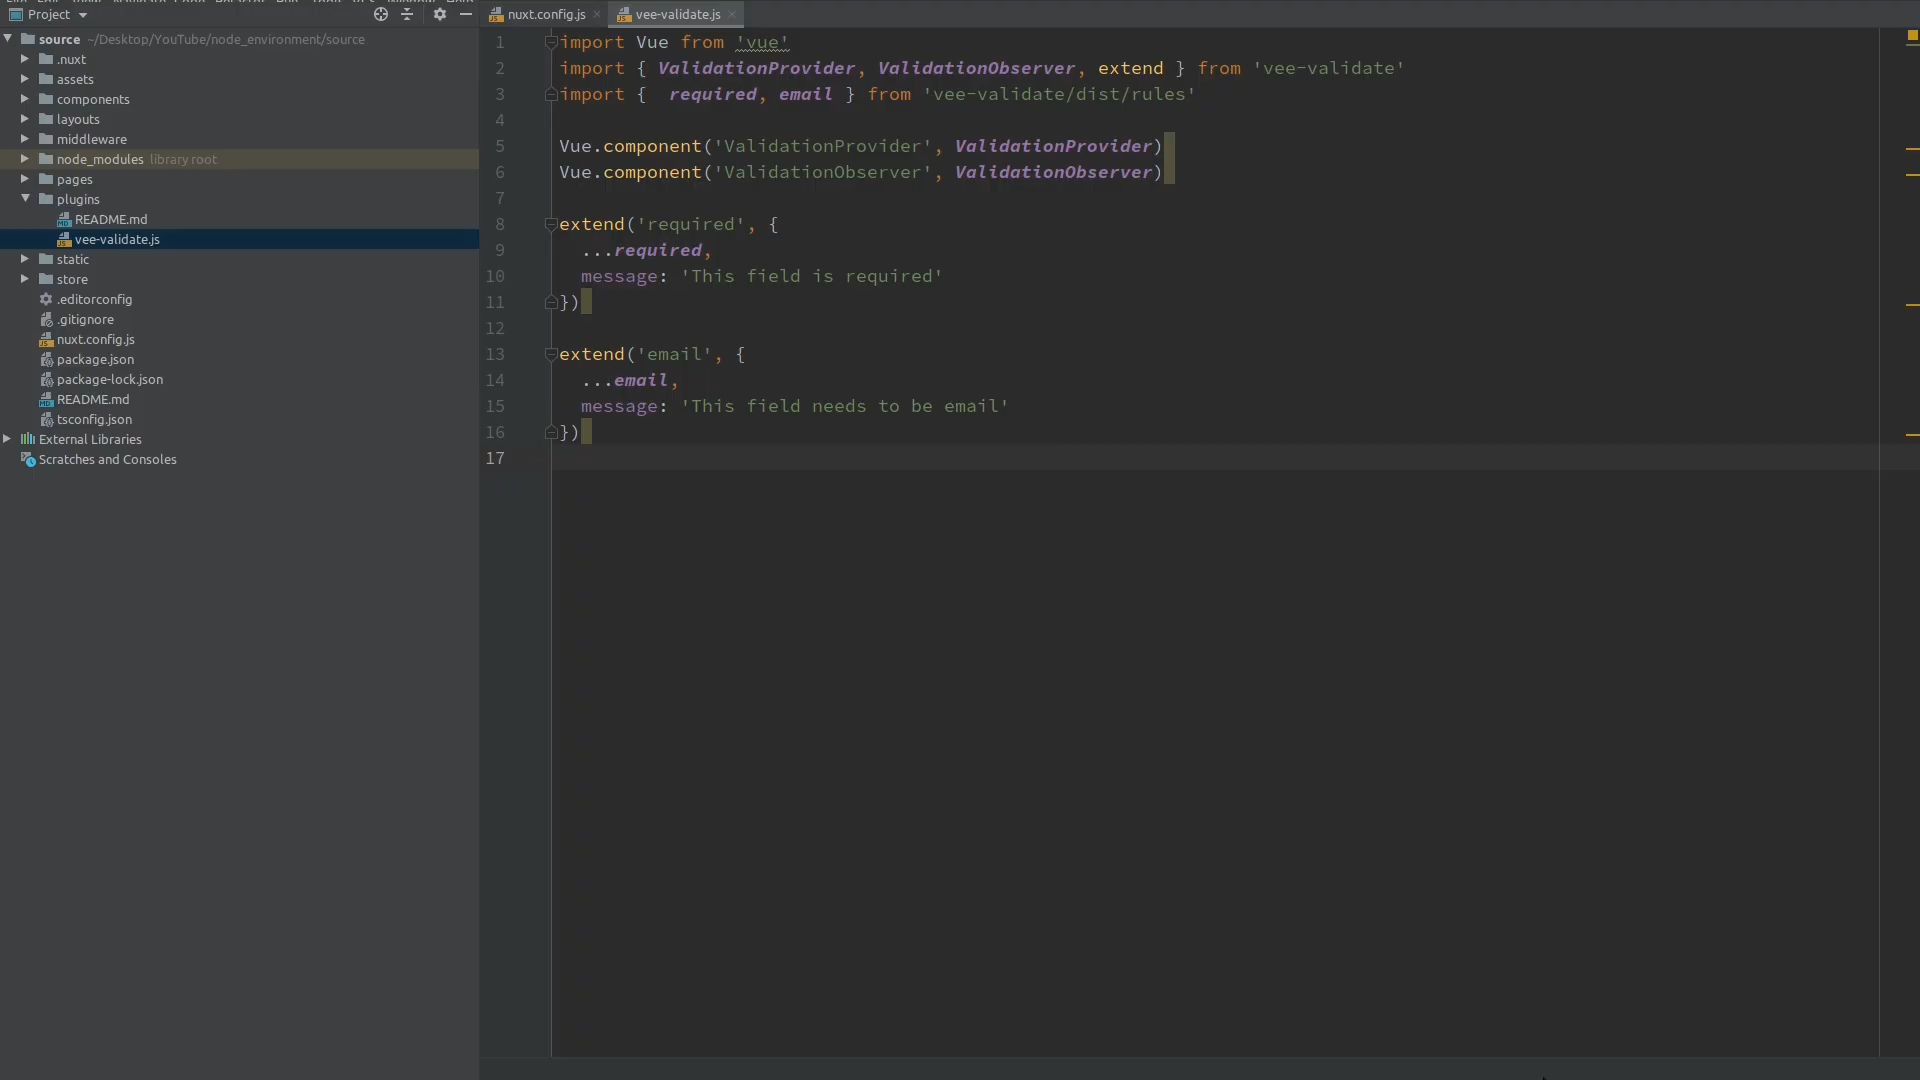 Project
source ~/Desktop/YouTube/node_environment/source
.nuxt
assets
components
layouts
middleware
node_modules library root
pages
plugins
README.md
vee-validate.js
static
store
.editorconfig
.gitignore
nuxt.config.js
package.json
package-lock.json
README.md
tsconfig.json
External Libraries
Scratches and Consoles
nuxt.config.js
vee-validate.js
1 import Vue from 'vue'
2 import { ValidationProvider, ValidationObserver, extend } from 'vee-validate'
3 import {  required, email } from 'vee-validate/dist/rules'
4
5 Vue.component('ValidationProvider', ValidationProvider)
6 Vue.component('ValidationObserver', ValidationObserver)
7
8 extend('required', {
9   ...required,
10   message: 'This field is required'
11 })
12
13 extend('email', {
14   ...email,
15   message: 'This field needs to be email'
16 })
17